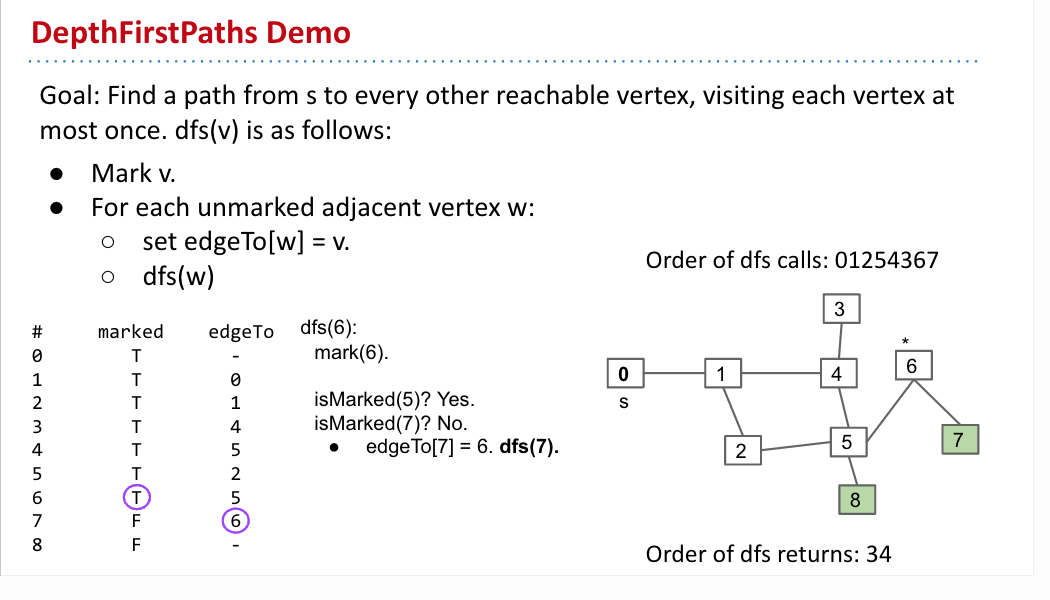 DepthFirstPaths Demo
Goal: Find a path from s to every other reachable vertex, visiting each vertex at
most once. dfs(v) is as follows:
● Mark v.
● For each unmarked adjacent vertex w:
○ set edgeTo[w] = v.
○ dfs(w)
# marked edgeTo
0 T -
1 T 0
2 T 1
3 T 4
4 T 5
5 T 2
6 T 5
7 F 6
8 F -
dfs(6):
mark(6).
isMarked(5)? Yes.
isMarked(7)? No.
● edgeTo[7] = 6. dfs(7).
Order of dfs calls: 01254367
3
*
0
1
4
6
s
2
5
7
8
Order of dfs returns: 34